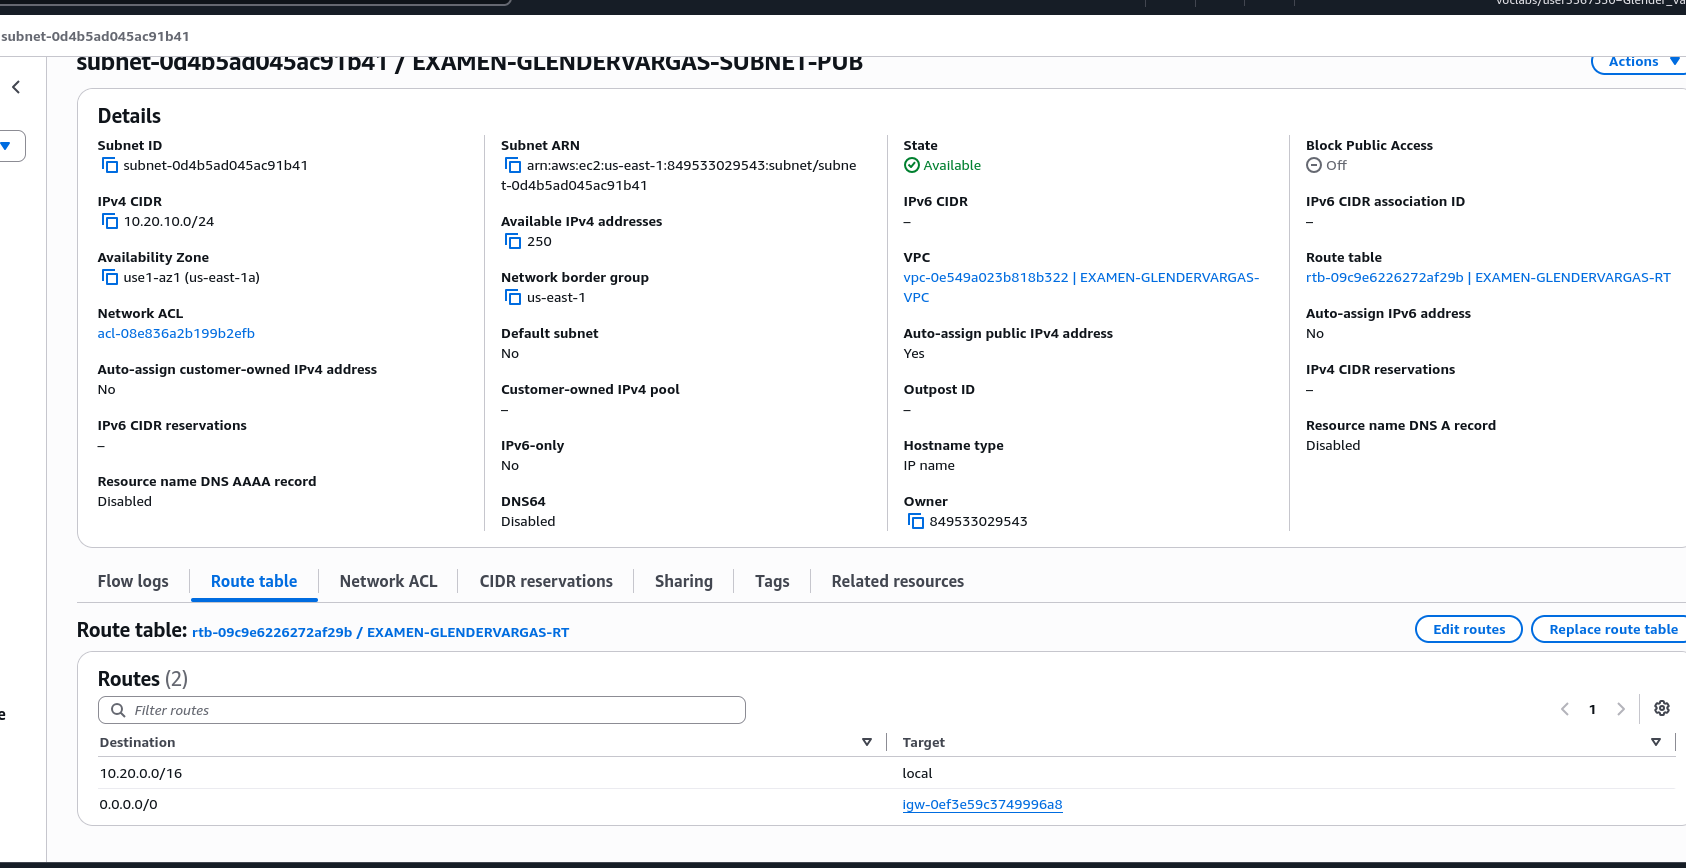 subnet-0d4b5ad045ac91b41
subnet-0d4b5ad045ac91b41 / EXAMEN-GLENDERVARGAS-SUBNET-PUB
Actions
Details
Subnet ID
subnet-0d4b5ad045ac91b41
IPv4 CIDR
10.20.10.0/24
Availability Zone
use1-az1 (us-east-1a)
Network ACL
acl-08e836a2b199b2efb
Auto-assign customer-owned IPv4 address
No
IPv6 CIDR reservations
–
Resource name DNS AAAA record
Disabled
Subnet ARN
arn:aws:ec2:us-east-1:849533029543:subnet/subne
t-0d4b5ad045ac91b41
Available IPv4 addresses
250
Network border group
us-east-1
Default subnet
No
Customer-owned IPv4 pool
–
IPv6-only
No
DNS64
Disabled
State
Available
IPv6 CIDR
–
VPC
vpc-0e549a023b818b322 | EXAMEN-GLENDERVARGAS-
VPC
Auto-assign public IPv4 address
Yes
Outpost ID
–
Hostname type
IP name
Owner
849533029543
Block Public Access
Off
IPv6 CIDR association ID
–
Route table
rtb-09c9e6226272af29b | EXAMEN-GLENDERVARGAS-RT
Auto-assign IPv6 address
No
IPv4 CIDR reservations
–
Resource name DNS A record
Disabled
Flow logs
Route table
Network ACL
CIDR reservations
Sharing
Tags
Related resources
Route table: rtb-09c9e6226272af29b / EXAMEN-GLENDERVARGAS-RT
Edit routes
Replace route table
Routes (2)
Filter routes
1
Destination
Target
10.20.0.0/16
local
0.0.0.0/0
igw-0ef3e59c3749996a8